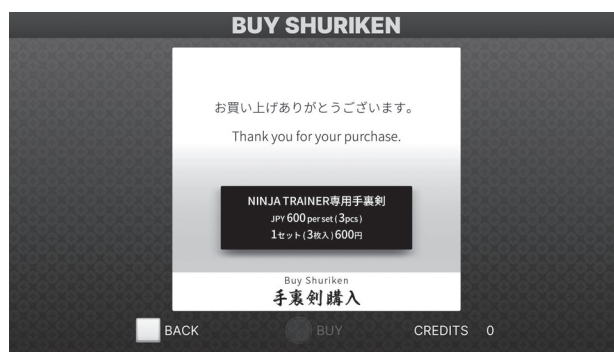 BUY SHURIKEN
お買い上げありがとうございます。
Thank you for your purchase.
NINJA TRAINER専用手裏剣
JPY 600 per set (3pcs)
1セット(3枚入)600円
Buy Shuriken
手裏剣購入
BACK BUY CREDITS 0